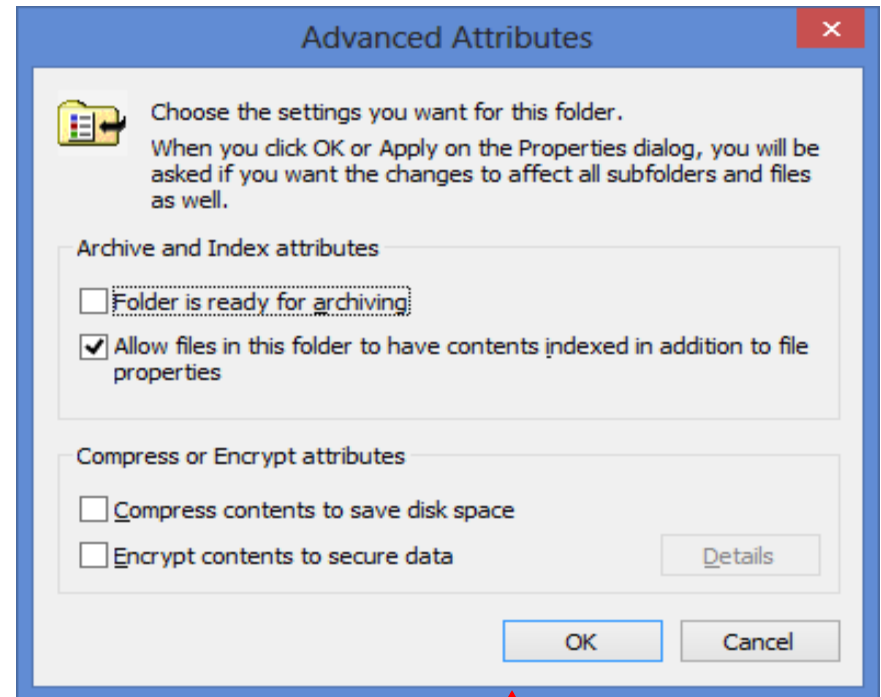 Advanced Attributes
Choose the settings you want for this folder.
When you click OK or Apply on the Properties dialog, you will be
asked if you want the changes to affect all subfolders and files
as well.
Archive and Index attributes
Folder is ready for archiving
Allow files in this folder to have contents indexed in addition to file
properties
Compress or Encrypt attributes
Compress contents to save disk space
Encrypt contents to secure data
Details
OK
Cancel